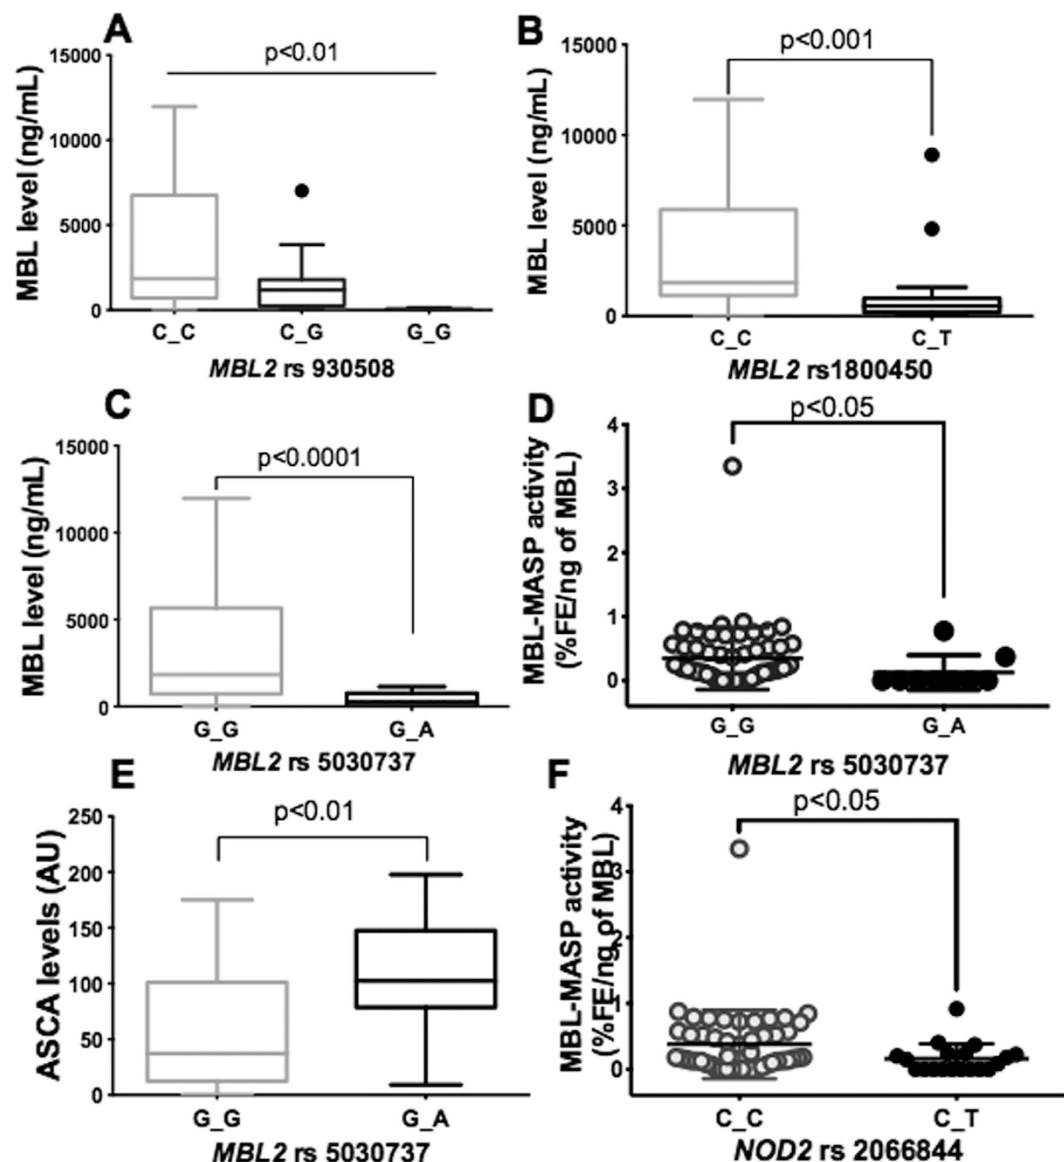 A
p<0.01
MBL level (ng/mL)
15000
10000
5000
0
C_C C_G G_G
MBL2 rs 930508
B
p<0.001
MBL level (ng/mL)
15000
10000
5000
0
C_C C_T
MBL2 rs1800450
C
p<0.0001
MBL level (ng/mL)
15000
10000
5000
0
G_G G_A
MBL2 rs 5030737
D
p<0.05
MBL-MASP activity
(%FE/ng of MBL)
4
3
2
1
0
G_G G_A
MBL2 rs 5030737
E
p<0.01
ASCA levels (AU)
250
200
150
100
50
0
G_G G_A
MBL2 rs 5030737
F
p<0.05
MBL-MASP activity
(%FE/ng of MBL)
4
3
2
1
0
C_C C_T
NOD2 rs 2066844